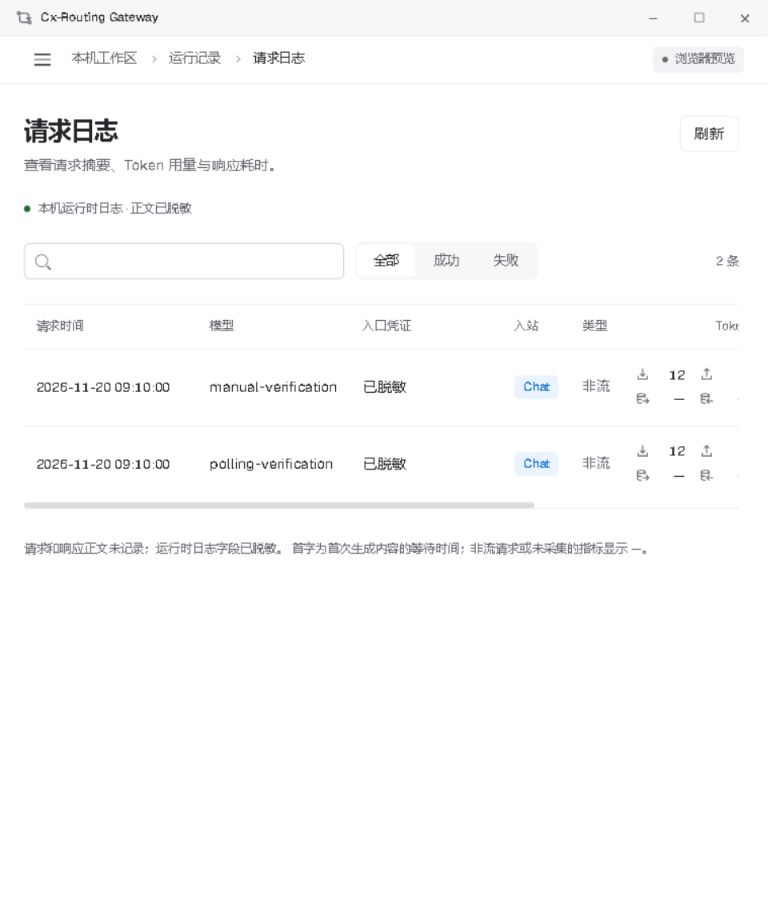 Cx-Routing Gateway
本机工作区 › 运行记录 › 请求日志
浏览器预览
请求日志
刷新
查看请求摘要、Token 用量与响应耗时。
本机运行时日志 · 正文已脱敏
全部 成功 失败
2 条
请求时间 模型 入口凭证 入站 类型 Toke
2026-11-20 09:10:00 manual-verification 已脱敏 Chat 非流 12
—
2026-11-20 09:10:00 polling-verification 已脱敏 Chat 非流 12
—
请求和响应正文未记录；运行时日志字段已脱敏。 首字为首次生成内容的等待时间；非流请求或未采集的指标显示 —。